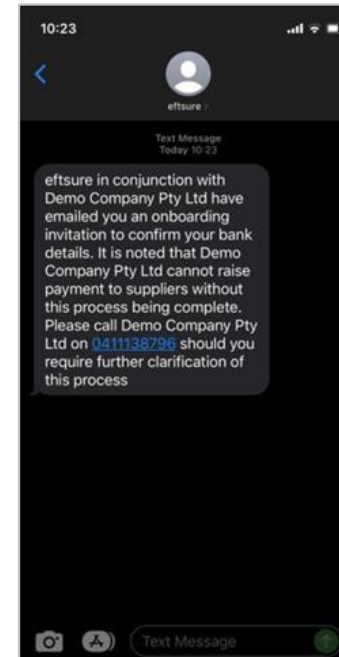 10:23
eftsure
Text Message
Today 10:23
eftsure in conjunction with
Demo Company Pty Ltd have
emailed you an onboarding
invitation to confirm your bank
details. It is noted that Demo
Company Pty Ltd cannot raise
payment to suppliers without
this process being complete.
Please call Demo Company Pty
Ltd on 0411138796 should you
require further clarification of
this process
Text Message